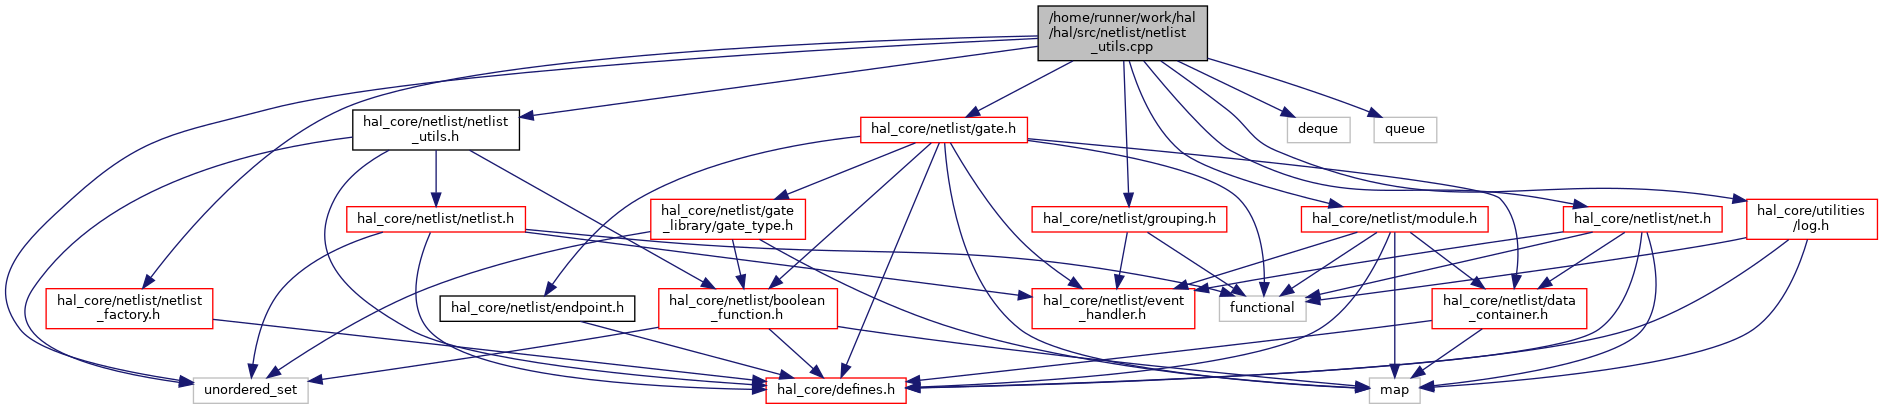 /home/runner/work/hal
/hal/src/netlist/netlist
_utils.cpp
hal_core/netlist/netlist
_utils.h
hal_core/netlist/gate.h
deque
queue
hal_core/netlist/netlist.h
hal_core/netlist/gate
_library/gate_type.h
hal_core/netlist/grouping.h
hal_core/netlist/module.h
hal_core/netlist/net.h
hal_core/utilities
/log.h
hal_core/netlist/netlist
_factory.h
hal_core/netlist/endpoint.h
hal_core/netlist/boolean
_function.h
hal_core/netlist/event
_handler.h
functional
hal_core/netlist/data
_container.h
unordered_set
hal_core/defines.h
map